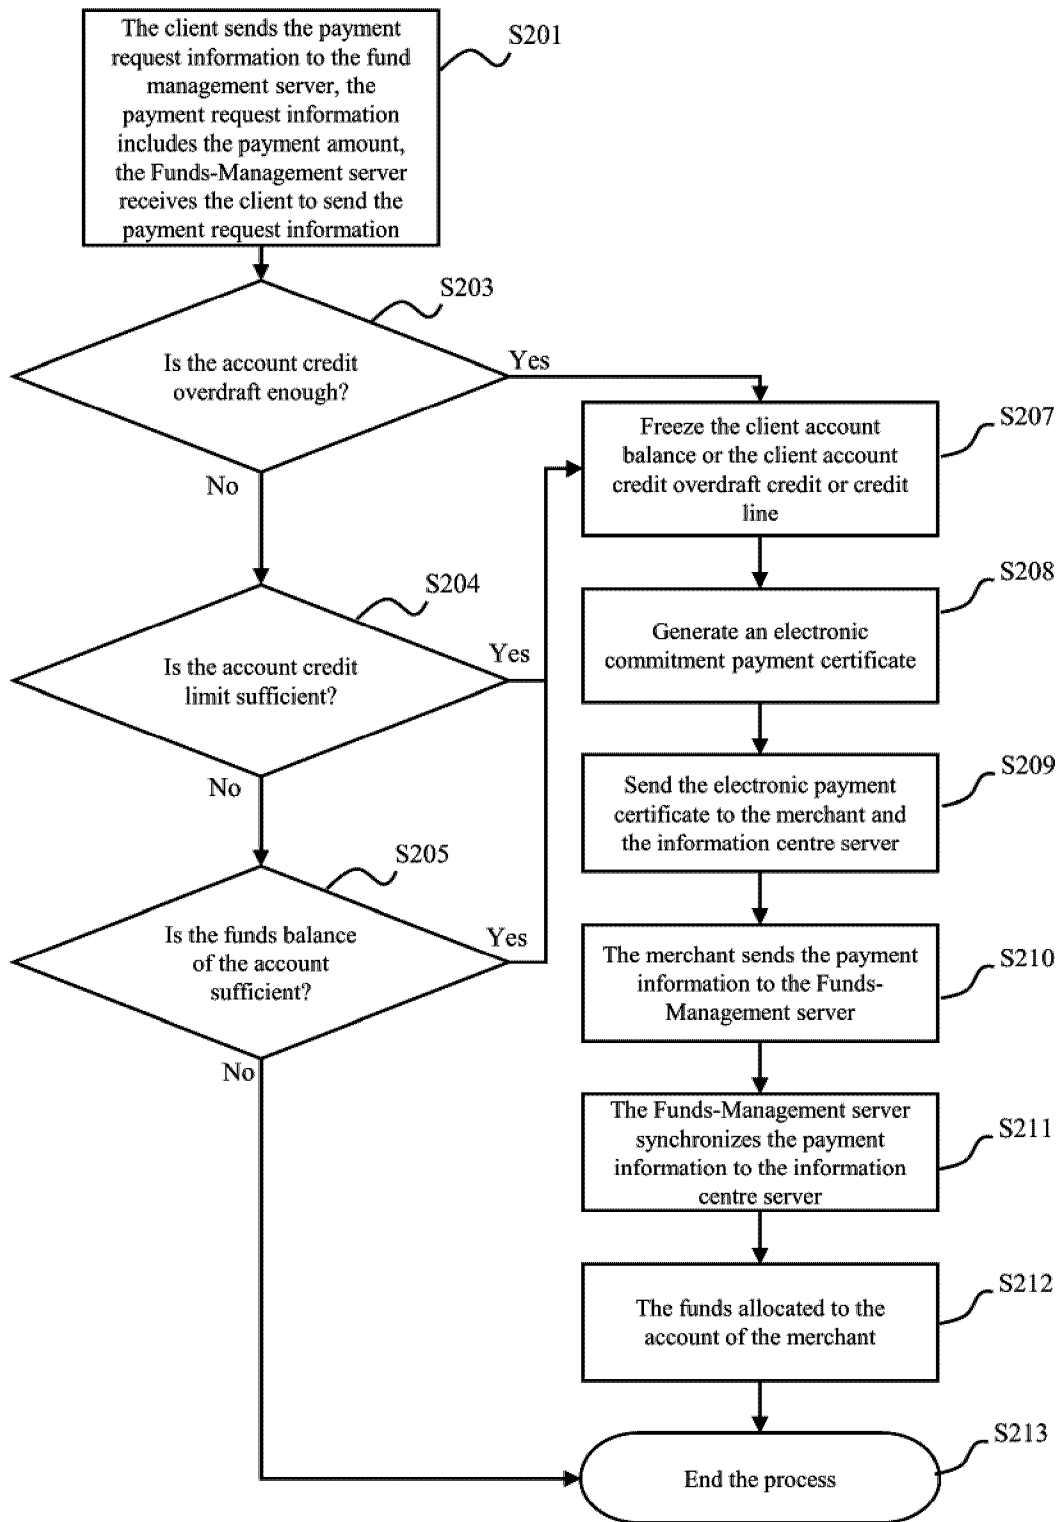 The client sends the payment
request information to the fund
management server, the
payment request information
includes the payment amount,
the Funds-Management server
receives the client to send the
payment request information
S201
S203
Is the account credit
overdraft enough?
Yes
No
S204
Is the account credit
limit sufficient?
Yes
No
S205
Is the funds balance
of the account
sufficient?
Yes
No
S207
Freeze the client account
balance or the client account
credit overdraft credit or credit
line
S208
Generate an electronic
commitment payment certificate
S209
Send the electronic payment
certificate to the merchant and
the information centre server
S210
The merchant sends the payment
information to the Funds-
Management server
S211
The Funds-Management server
synchronizes the payment
information to the information
centre server
S212
The funds allocated to the
account of the merchant
S213
End the process